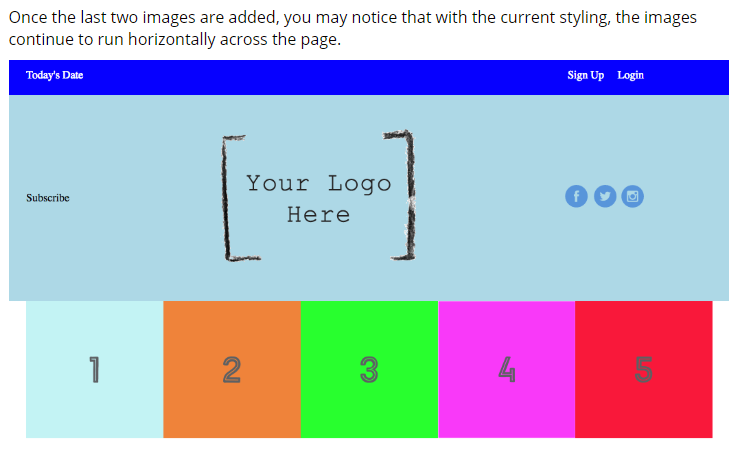 Once the last two images are added, you may notice that with the current styling, the images
continue to run horizontally across the page.
Today's Date
Sign Up Login
Your Logo
Here
Subscribe
f
1 2 3 4 5